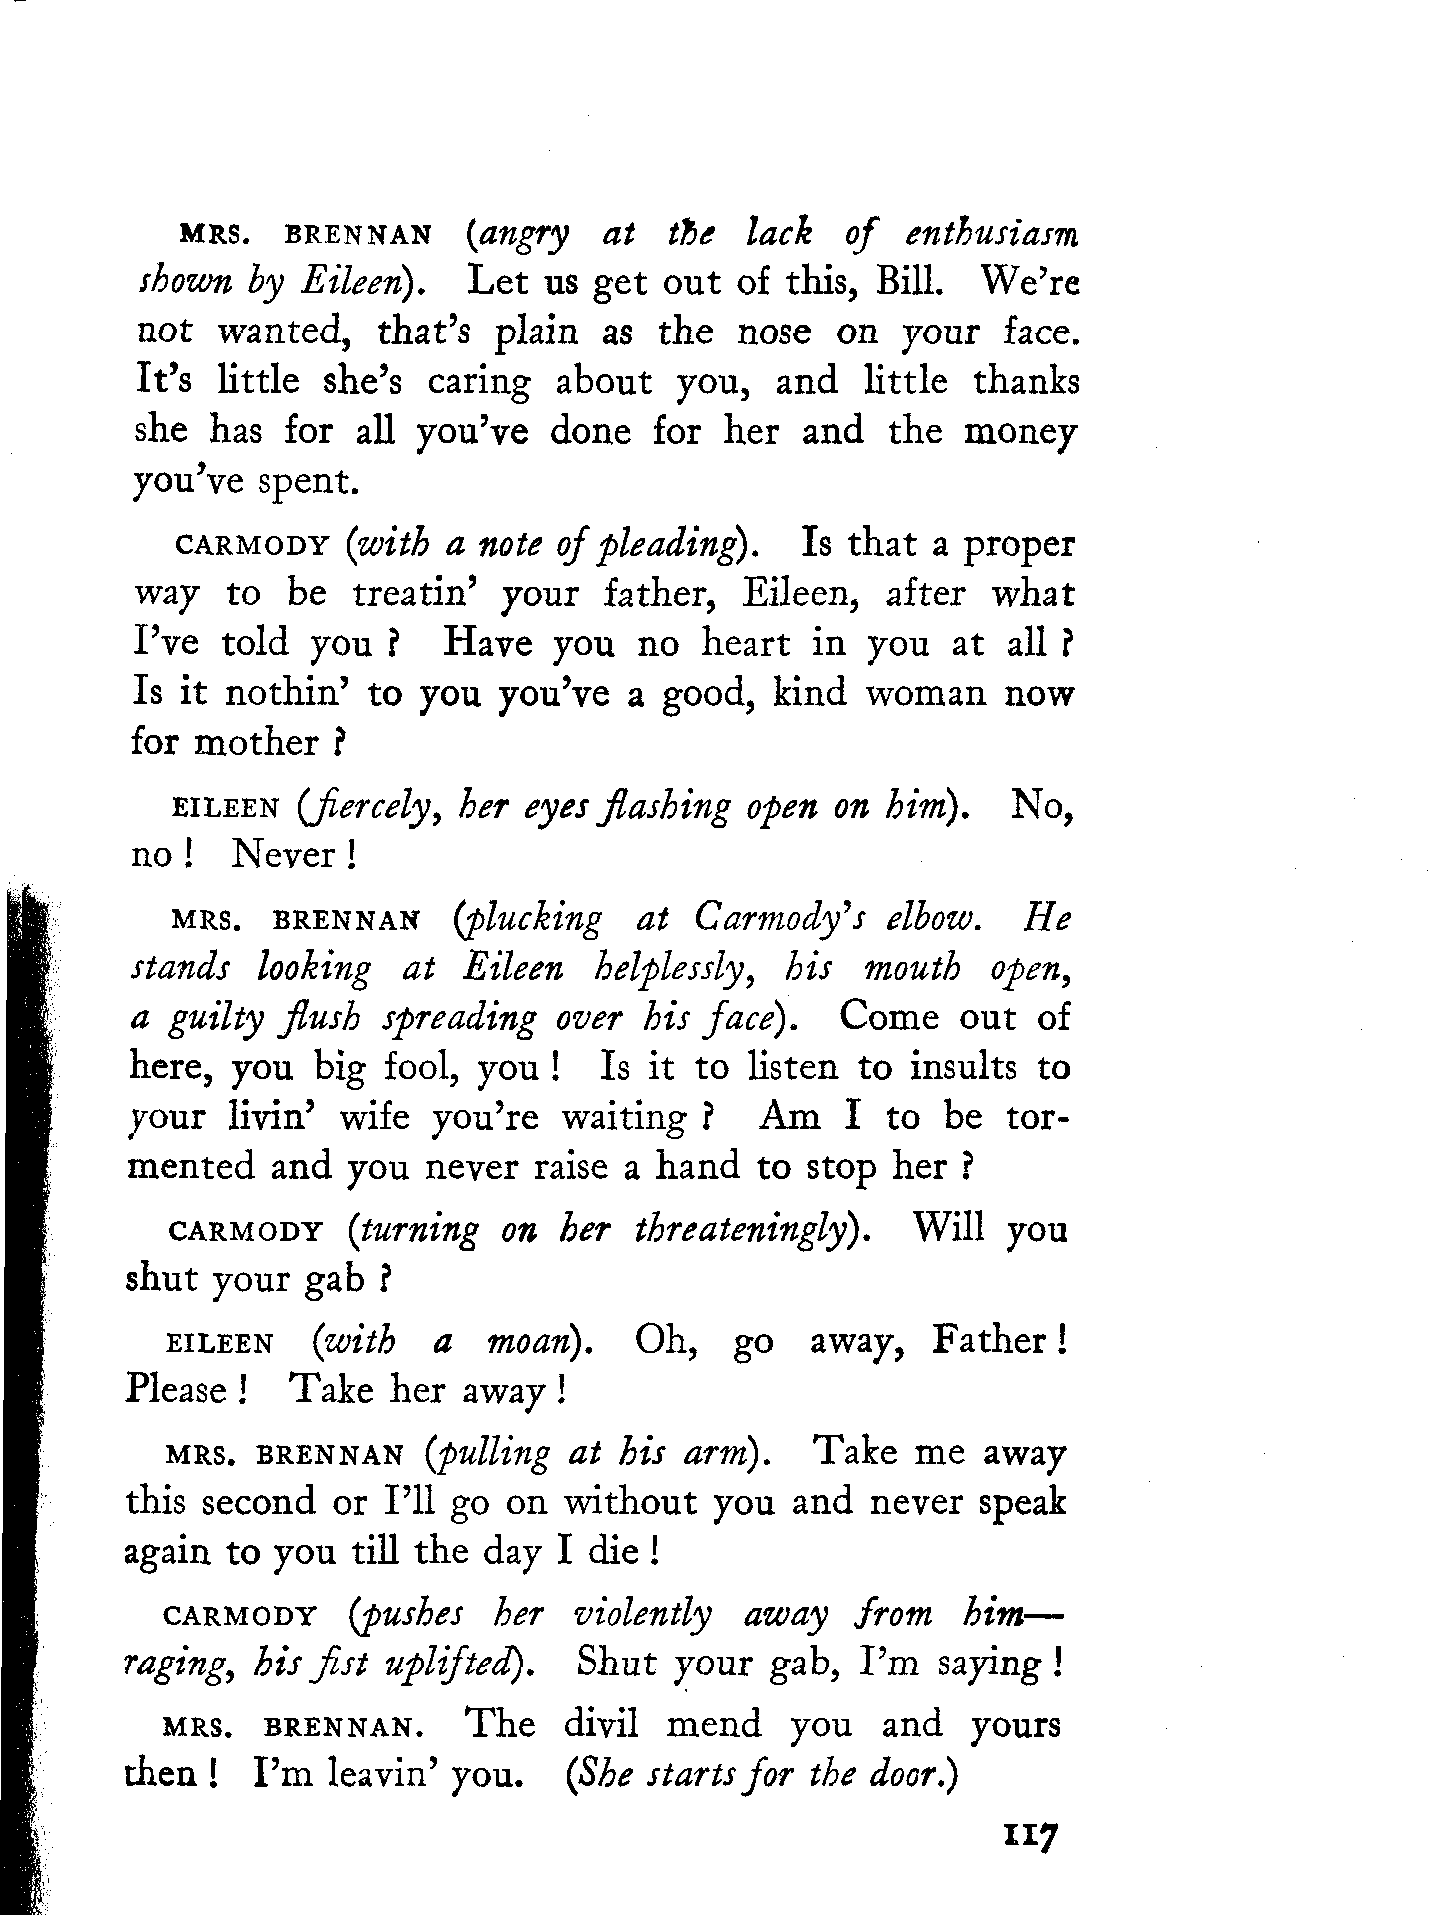 MRS. BRENNAN (angry at the lack of enthusiasm
shown by Eileen). Let us get out of this, Bill. We're
not wanted, that's plain as the nose on your face.
It's little she's caring about you, and little thanks
she has for all you've done for her and the money
you've spent.
CARMODY (with a note of pleading). Is that a proper
way to be treatin' your father, Eileen, after what
I've told you ? Have you no heart in you at all ?
Is it nothin' to you you've a good, kind woman now
for mother ?
EILEEN (fiercely, her eyes flashing open on him). No,
no ! Never !
MRS. BRENNAN (plucking at Carmody's elbow. He
stands looking at Eileen helplessly, his mouth open,
a guilty flush spreading over his face). Come out of
here, you big fool, you ! Is it to listen to insults to
your livin' wife you're waiting ? Am I to be tor-
mented and you never raise a hand to stop her ?
CARMODY (turning on her threateningly). Will you
shut your gab ?
EILEEN (with a moan). Oh, go away, Father !
Please ! Take her away !
MRS. BRENNAN (pulling at his arm). Take me away
this second or I'll go on without you and never speak
again to you till the day I die !
CARMODY (pushes her violently away from him—
raging, his fist uplifted). Shut your gab, I'm saying !
MRS. BRENNAN. The divil mend you and yours
then ! I'm leavin' you. (She starts for the door.)
117